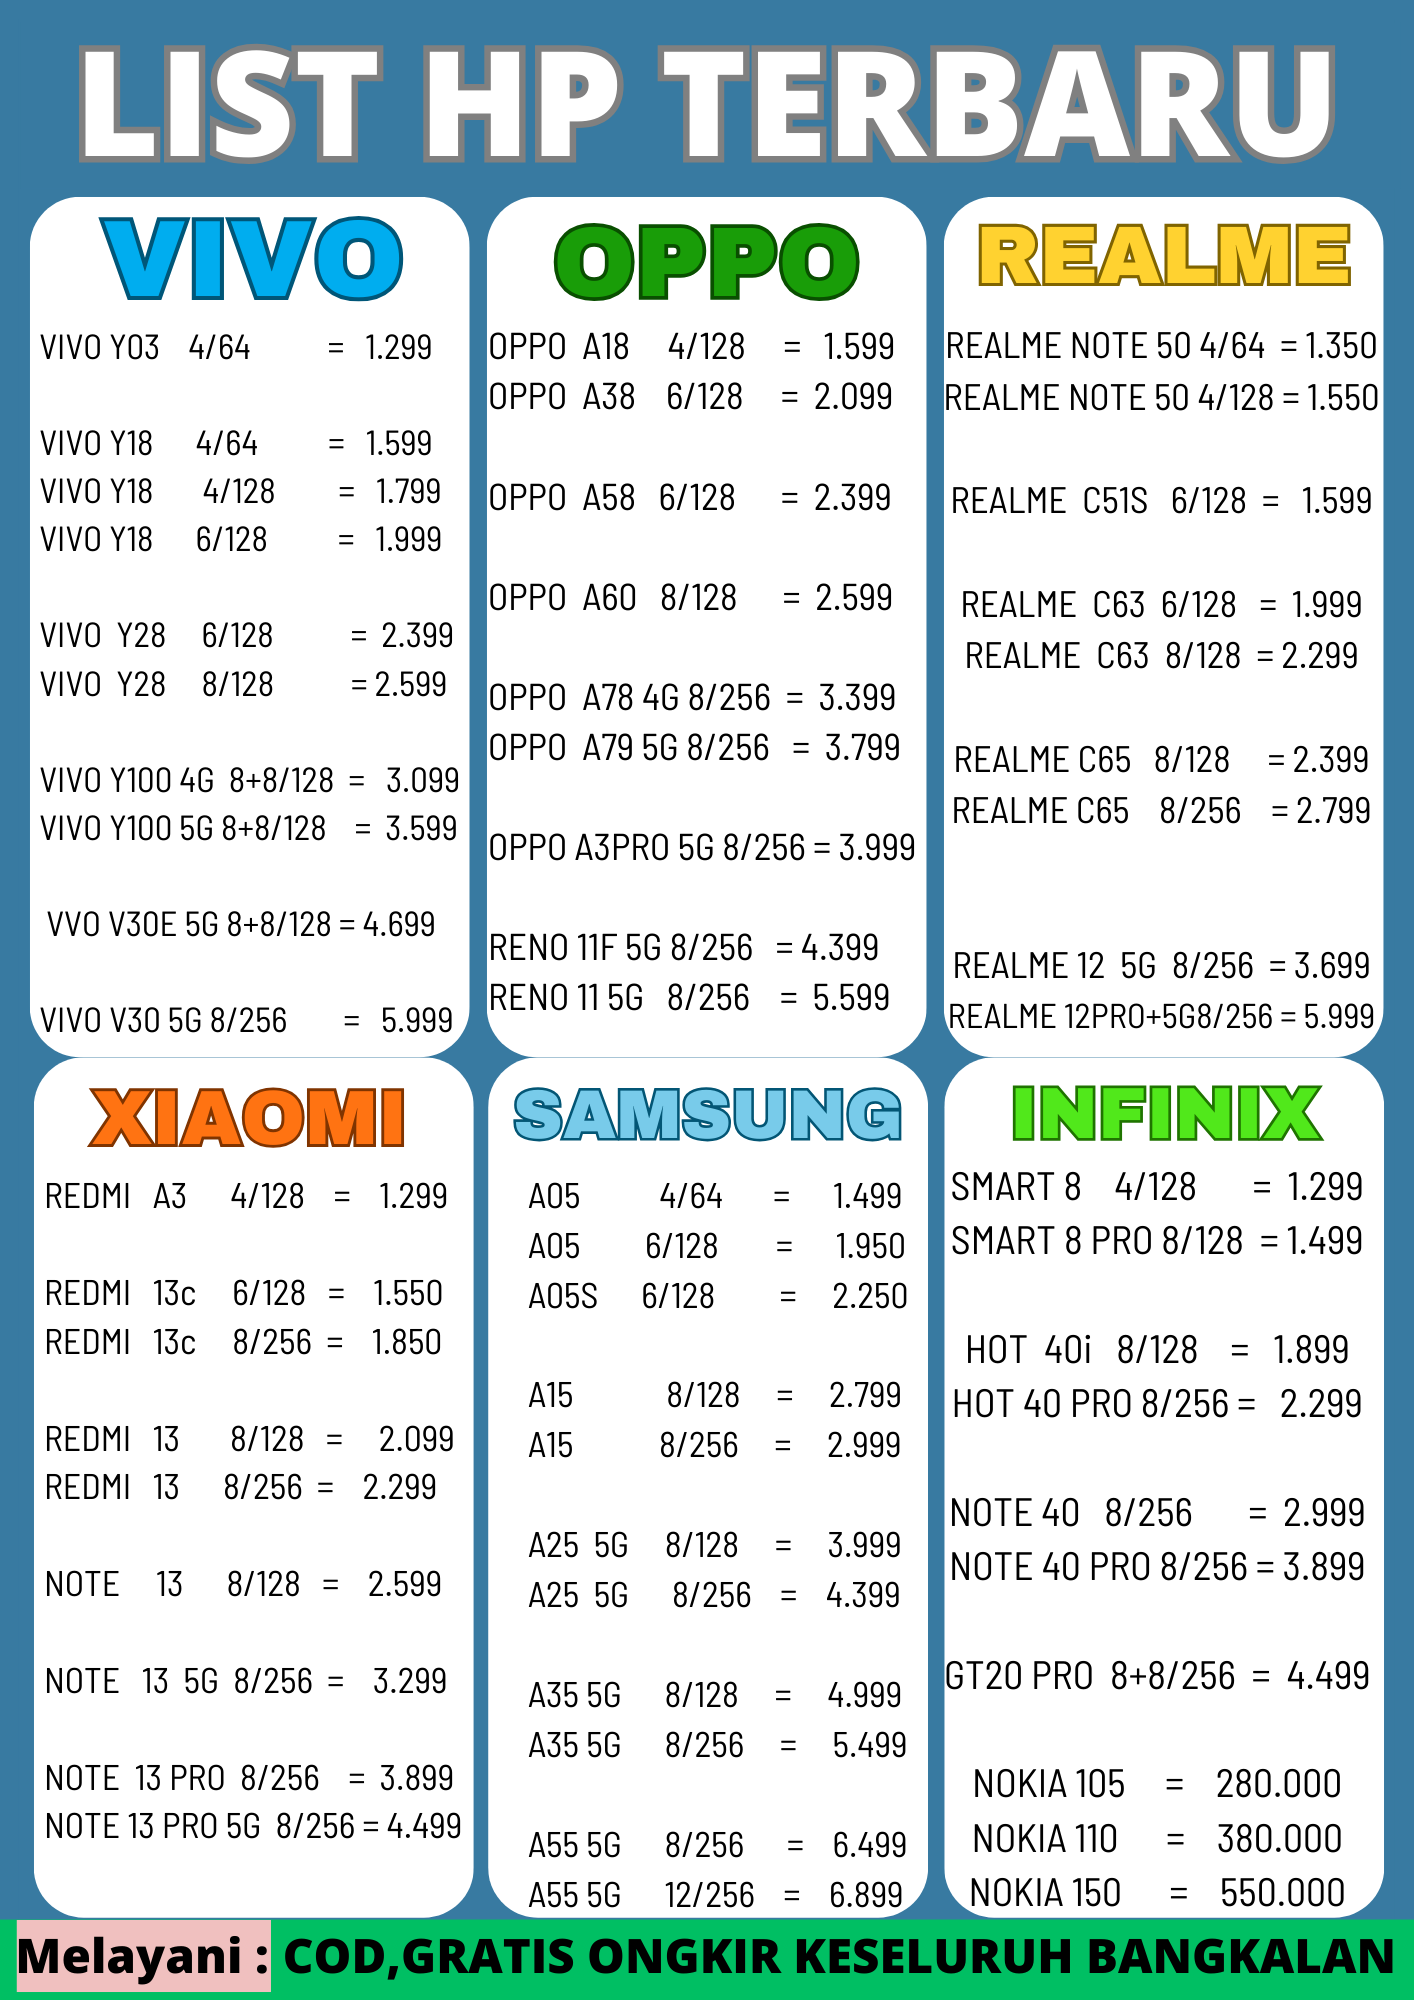 LIST HP TERBARU
VIVO
VIVO Y03 4/64 = 1.299
VIVO Y18 4/64 = 1.599
VIVO Y18 4/128 = 1.799
VIVO Y18 6/128 = 1.999
VIVO Y28 6/128 = 2.399
VIVO Y28 8/128 = 2.599
VIVO Y100 4G 8+8/128 = 3.099
VIVO Y100 5G 8+8/128 = 3.599
VVO V30E 5G 8+8/128 = 4.699
VIVO V30 5G 8/256 = 5.999
OPPO
OPPO A18 4/128 = 1.599
OPPO A38 6/128 = 2.099
OPPO A58 6/128 = 2.399
OPPO A60 8/128 = 2.599
OPPO A78 4G 8/256 = 3.399
OPPO A79 5G 8/256 = 3.799
OPPO A3PRO 5G 8/256 = 3.999
RENO 11F 5G 8/256 = 4.399
RENO 11 5G 8/256 = 5.599
REALME
REALME NOTE 50 4/64 = 1.350
REALME NOTE 50 4/128 = 1.550
REALME C51S 6/128 = 1.599
REALME C63 6/128 = 1.999
REALME C63 8/128 = 2.299
REALME C65 8/128 = 2.399
REALME C65 8/256 = 2.799
REALME 12 5G 8/256 = 3.699
REALME 12PRO+5G8/256 = 5.999
XIAOMI
REDMI A3 4/128 = 1.299
REDMI 13c 6/128 = 1.550
REDMI 13c 8/256 = 1.850
REDMI 13 8/128 = 2.099
REDMI 13 8/256 = 2.299
NOTE 13 8/128 = 2.599
NOTE 13 5G 8/256 = 3.299
NOTE 13 PRO 8/256 = 3.899
NOTE 13 PRO 5G 8/256 = 4.499
SAMSUNG
A05 4/64 = 1.499
A05 6/128 = 1.950
A05S 6/128 = 2.250
A15 8/128 = 2.799
A15 8/256 = 2.999
A25 5G 8/128 = 3.999
A25 5G 8/256 = 4.399
A35 5G 8/128 = 4.999
A35 5G 8/256 = 5.499
A55 5G 8/256 = 6.499
A55 5G 12/256 = 6.899
INFINIX
SMART 8 4/128 = 1.299
SMART 8 PRO 8/128 = 1.499
HOT 40i 8/128 = 1.899
HOT 40 PRO 8/256 = 2.299
NOTE 40 8/256 = 2.999
NOTE 40 PRO 8/256 = 3.899
GT20 PRO 8+8/256 = 4.499
NOKIA 105 = 280.000
NOKIA 110 = 380.000
NOKIA 150 = 550.000
Melayani : COD,GRATIS ONGKIR KESELURUH BANGKALAN